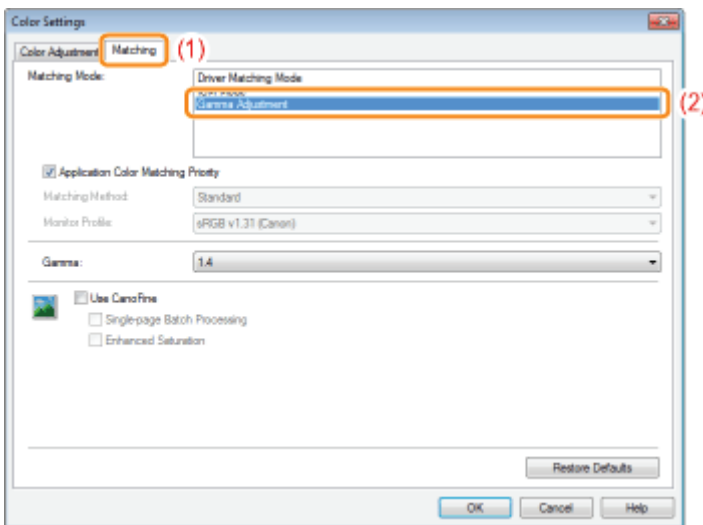 Color Settings
Color Adjustment Matching (1)
Matching Mode: Driver Matching Mode
Gamma Adjustment (2)
Application Color Matching Priority
Matching Method: Standard
Monitor Profile: sRGB v1.31 (Canon)
Gamma: 1.4
Use CanoFine
Single-page Batch Processing
Enhanced Saturation
Restore Defaults
OK Cancel Help